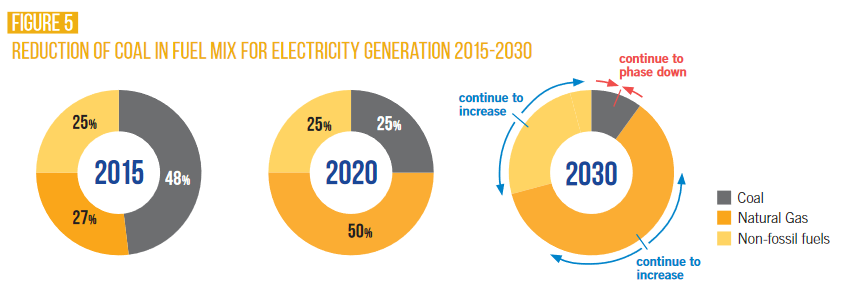 FIGURE 5
REDUCTION OF COAL IN FUEL MIX FOR ELECTRICITY GENERATION 2015-2030
25%
2015
48%
27%
25%
25%
2020
50%
continue to
phase down
continue to
increase
2030
continue to
increase
Coal
Natural Gas
Non-fossil fuels